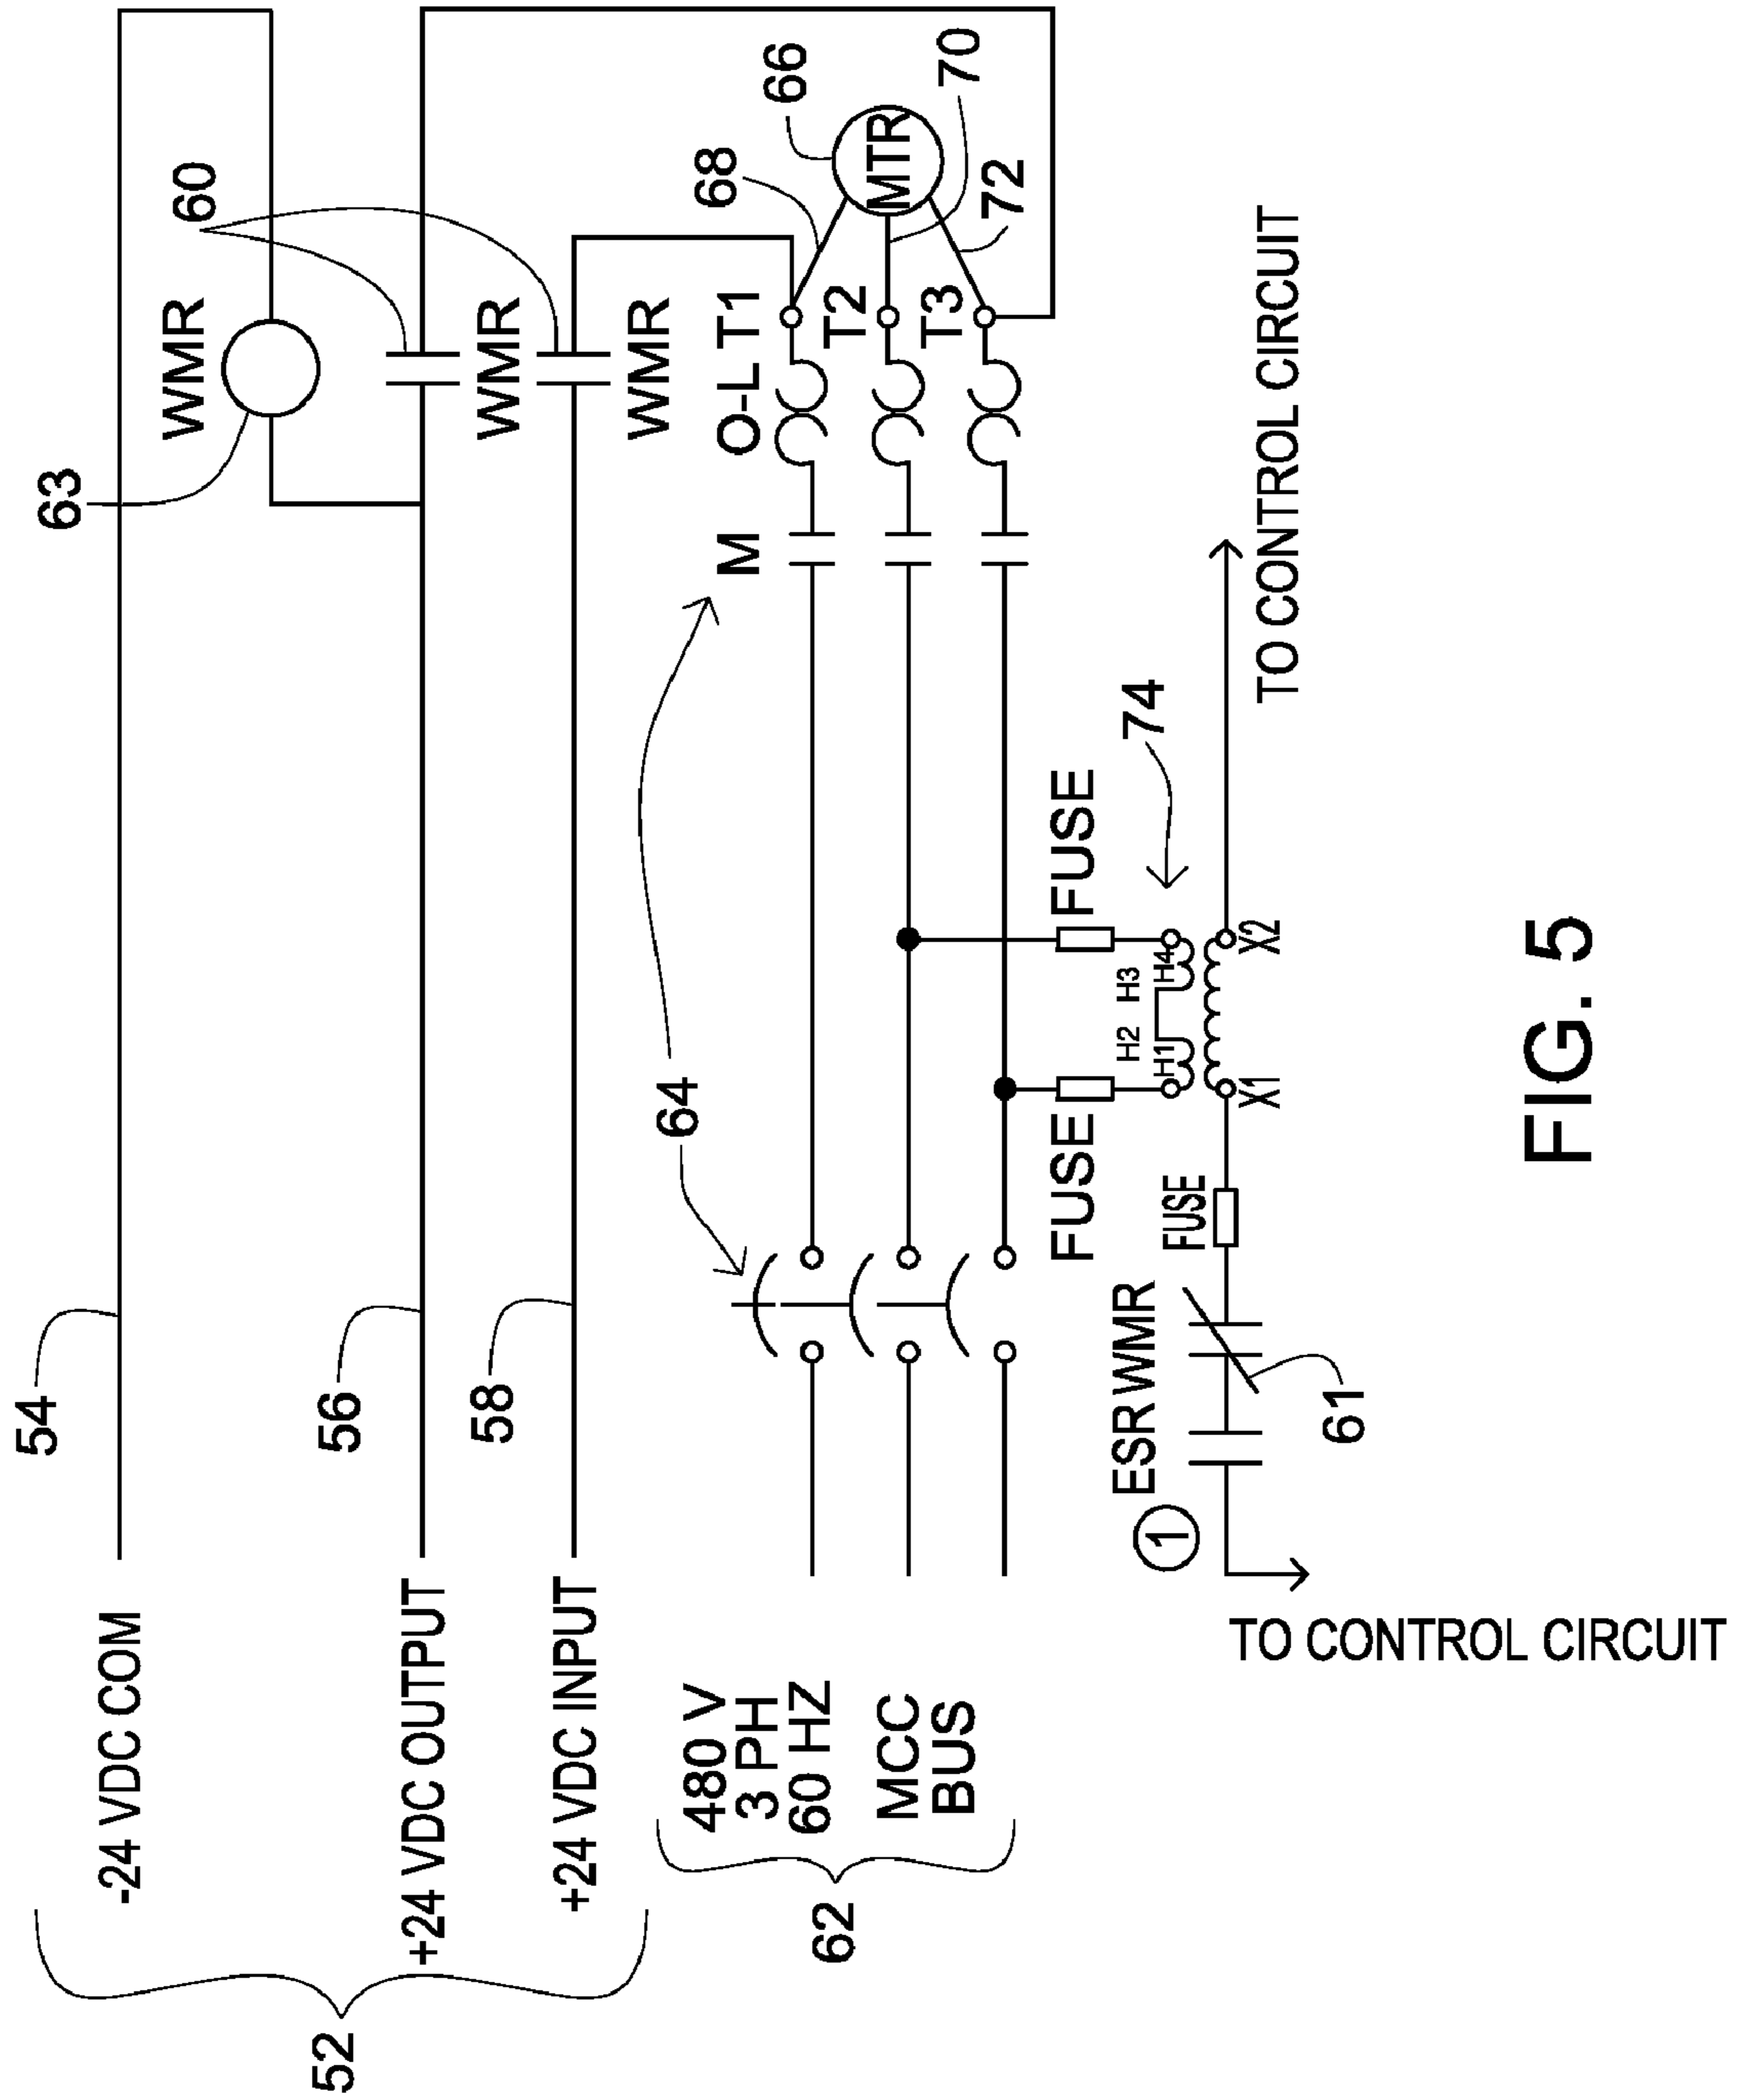 54
-24 VDC COM
63
WMR
60
52
56
+24 VDC OUTPUT
WMR
58
+24 VDC INPUT
WMR
62
480 V
3 PH
60 HZ
MCC
BUS
64
M
O-L
T1
T2
T3
68
66
MTR
70
72
FUSE
FUSE
74
H1
H2
H3
H4
X1
X2
FUSE
ESR WMR
1
61
TO CONTROL CIRCUIT
TO CONTROL CIRCUIT
FIG. 5